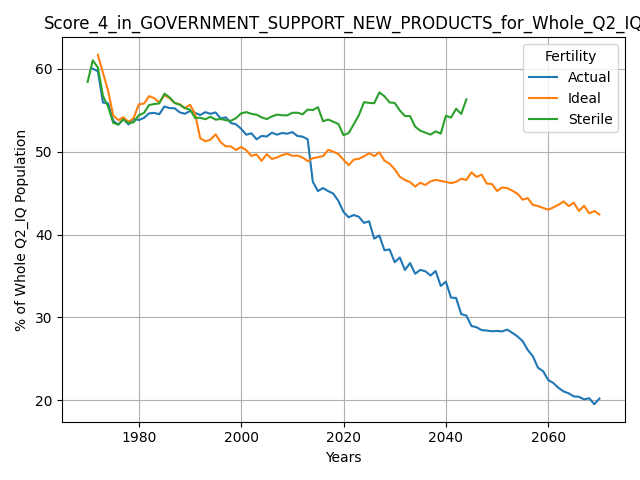 Score_4_in_GOVERNMENT_SUPPORT_NEW_PRODUCTS_for_Whole_Q2_IQ
Fertility
Actual
Ideal
Sterile
% of Whole Q2_IQ Population
60
50
40
30
20
1980
2000
2020
2040
2060
Years